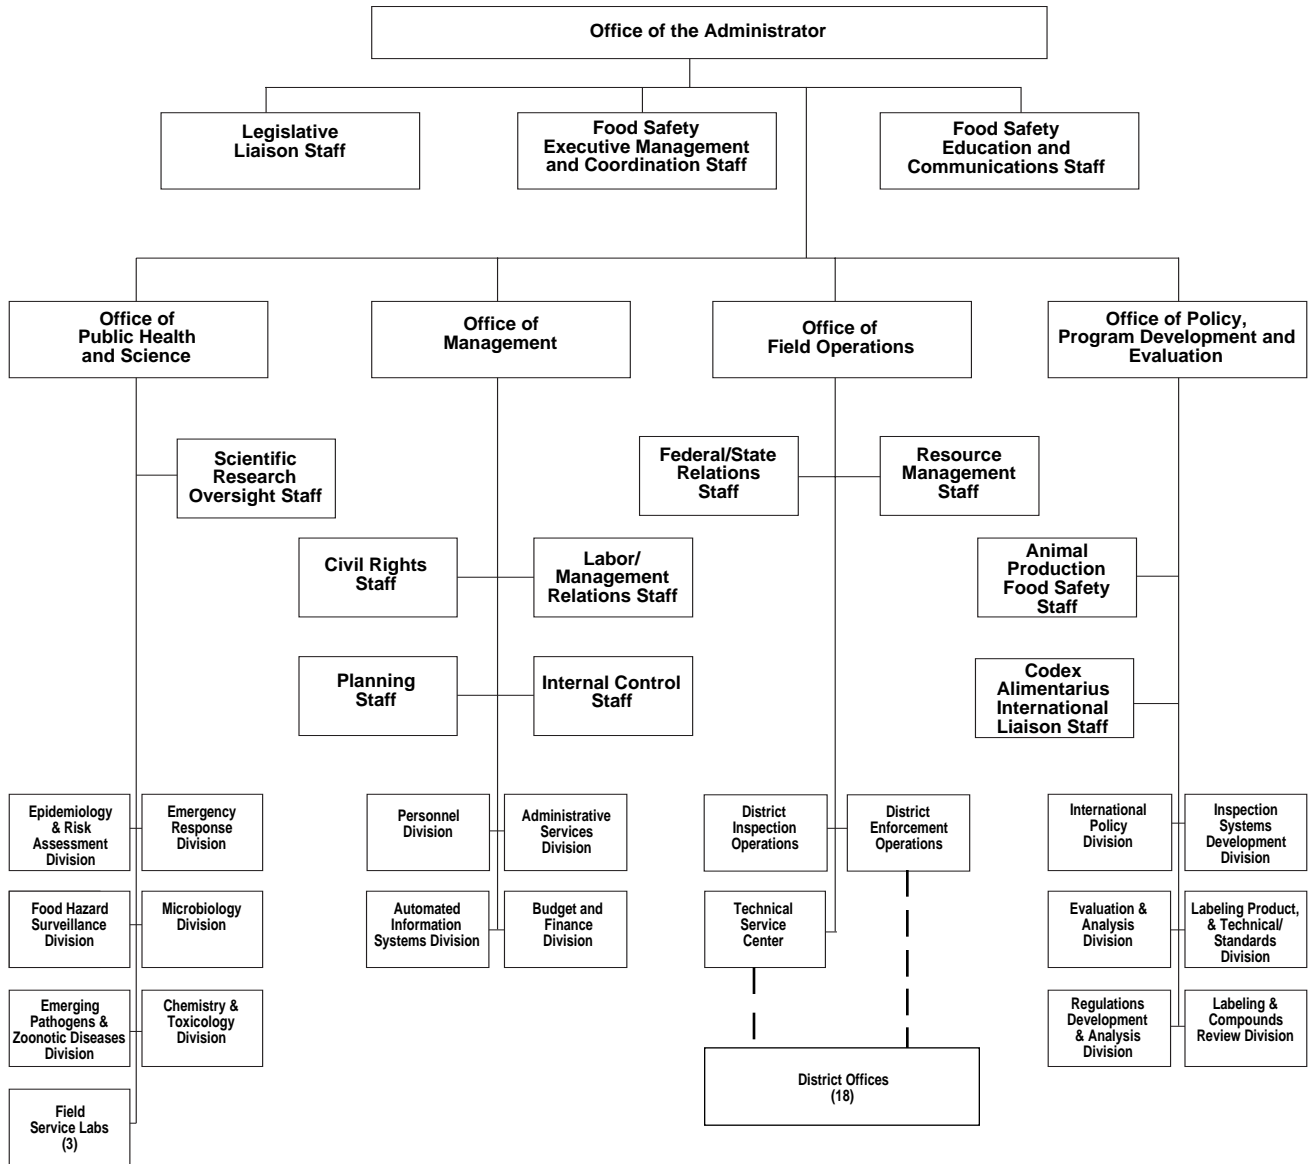 Office of the Administrator
Legislative
Liaison Staff
Food Safety
Executive Management
and Coordination Staff
Food Safety
Education and
Communications Staff
Office of
Public Health
and Science
Office of
Management
Office of
Field Operations
Office of Policy,
Program Development and
Evaluation
Scientific
Research
Oversight Staff
Federal/State
Relations
Staff
Resource
Management
Staff
Civil Rights
Staff
Labor/
Management
Relations Staff
Animal
Production
Food Safety
Staff
Planning
Staff
Internal Control
Staff
Codex
Alimentarius
International
Liaison Staff
Epidemiology
& Risk
Assessment
Division
Emergency
Response
Division
Personnel
Division
Administrative
Services
Division
District
Inspection
Operations
District
Enforcement
Operations
International
Policy
Division
Inspection
Systems
Development
Division
Food Hazard
Surveillance
Division
Microbiology
Division
Automated
Information
Systems Division
Budget and
Finance
Division
Technical
Service
Center
Evaluation &
Analysis
Division
Labeling Product,
& Technical/
Standards
Division
Emerging
Pathogens &
Zoonotic Diseases
Division
Chemistry &
Toxicology
Division
Regulations
Development
& Analysis
Division
Labeling &
Compounds
Review Division
District Offices
(18)
Field
Service Labs
(3)